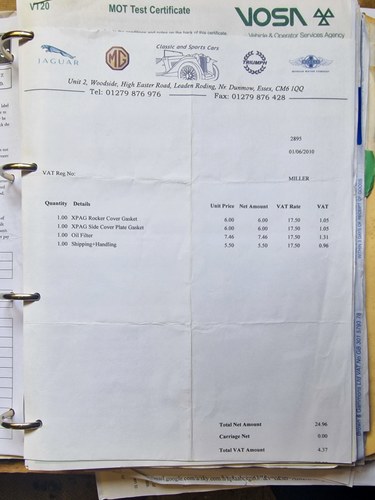 VT20
MOT Test Certificate
VOSA
Vehicle & Operator Services Agency
JAGUAR
MG
Classic and Sports Cars
TRIUMPH
Unit 2, Woodside, High Easter Road, Leaden Roding, Nr Dunmow, Essex, CM6 1QQ
Tel: 01279 876 976 Fax: 01279 876 428
2895
03/06/2010
VAT Reg No:
MILLER
Quantity Details Unit Price Net Amount VAT Rate VAT
1.00 XPAG Rocker Cover Gasket 6.00 6.00 17.50 1.05
1.00 XPAG Side Cover Plate Gasket 6.00 6.00 17.50 1.05
1.00 Oil Filter 7.46 7.46 17.50 1.31
1.00 Shipping+Handling 5.50 5.50 17.50 0.96
Total Net Amount 24.96
Carriage Net 0.00
Total VAT Amount 4.37